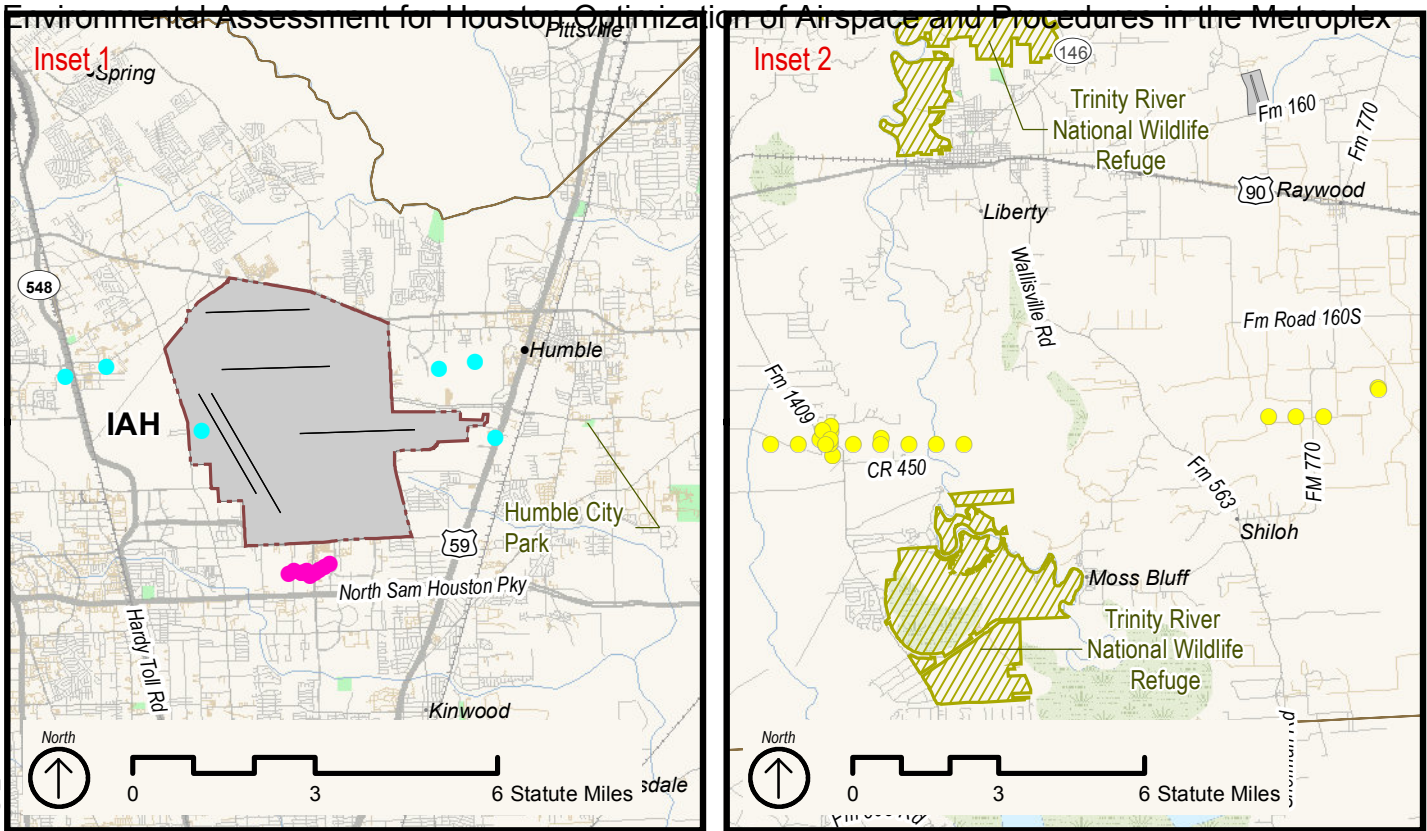 Environmental Assessment for Houston Optimization of Airspace and Procedures in the Metroplex
Inset 1
Spring
Pittsville
548
IAH
Humble
Humble City
Park
59
North Sam Houston Pky
Hardy Toll Rd
Kinwood
sdale
North
0 3 6 Statute Miles
Inset 2
146
Trinity River
National Wildlife
Refuge
Fm 160
Fm 770
90
Raywood
Liberty
Wallisville Rd
Fm Road 160S
Fm 1409
CR 450
FM 770
Fm 563
Shiloh
Moss Bluff
Trinity River
National Wildlife
Refuge
North
0 3 6 Statute Miles